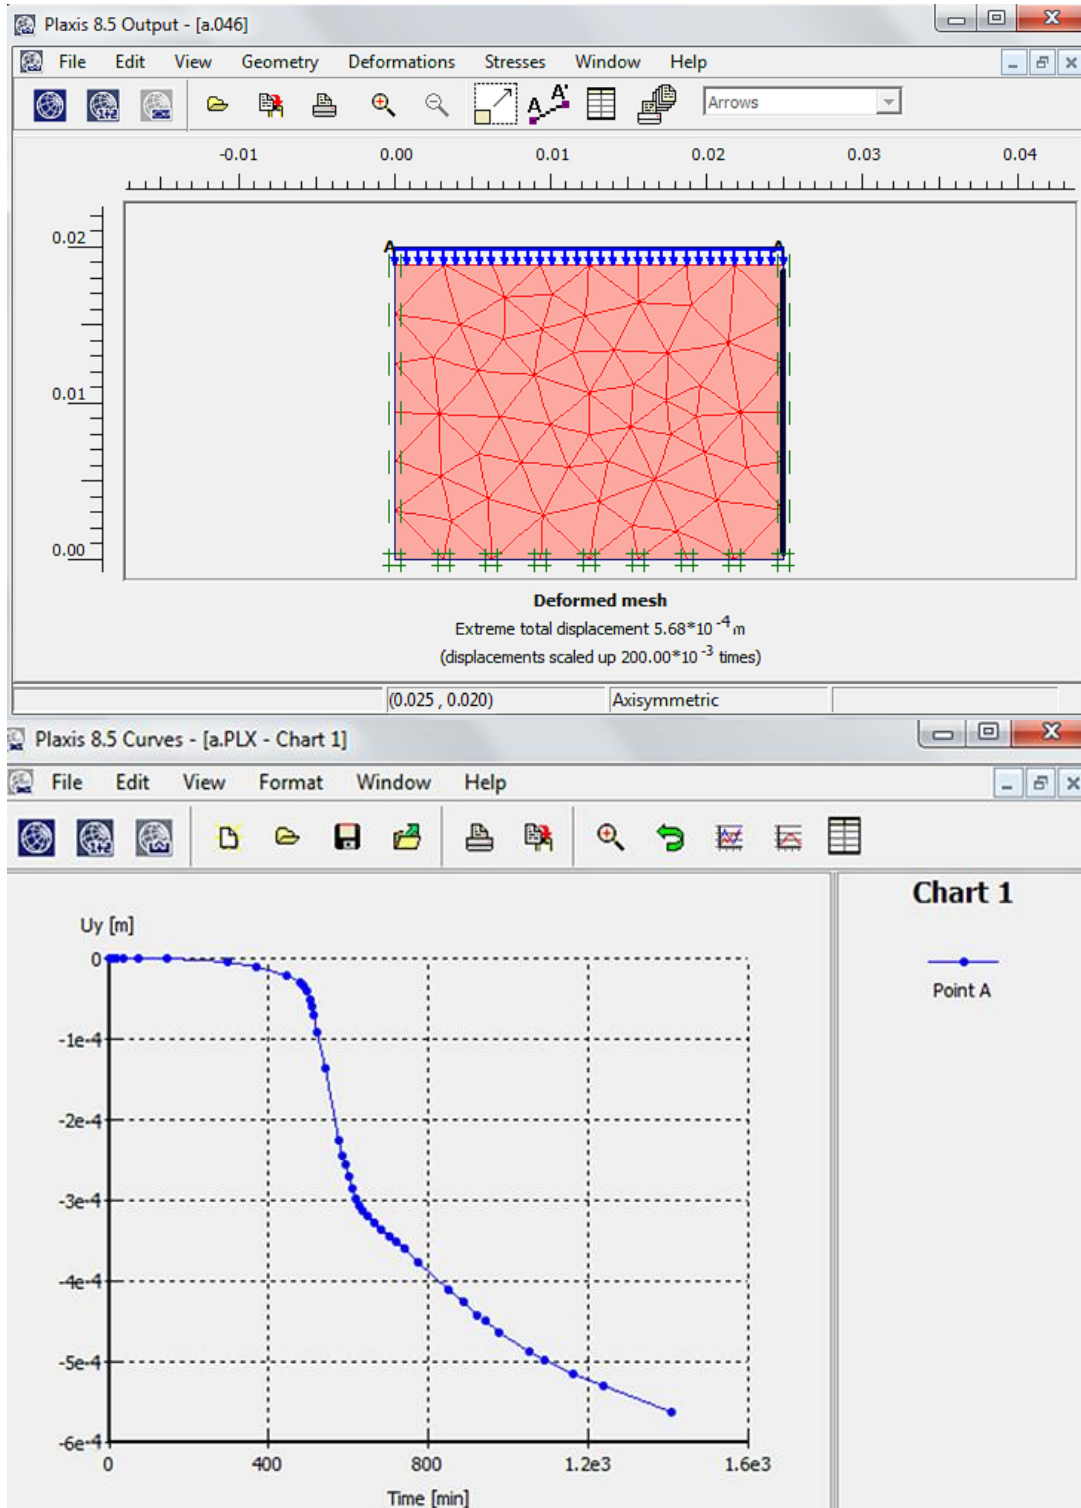 Plaxis 8.5 Output - [a.046]
File Edit View Geometry Deformations Stresses Window Help
Arrows
-0.01 0.00 0.01 0.02 0.03 0.04
0.02
A A
0.01
0.00
Deformed mesh
Extreme total displacement 5.68*10 -4 m
(displacements scaled up 200.00*10 -3 times)
(0.025 , 0.020) Axisymmetric
Plaxis 8.5 Curves - [a.PLX - Chart 1]
File Edit View Format Window Help
Chart 1
Uy [m]
0
Point A
-1e-4
-2e-4
-3e-4
-4e-4
-5e-4
-6e-4
0 400 800 1.2e3 1.6e3
Time [min]